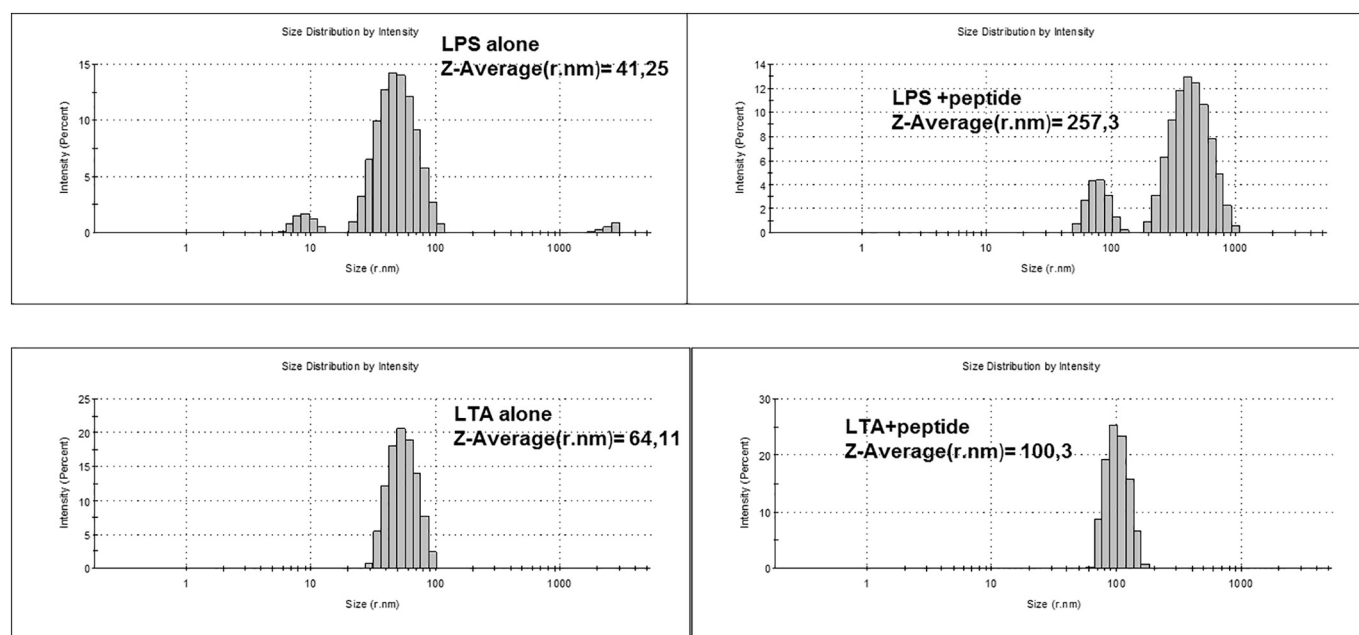 Size Distribution by Intensity
LPS alone
Z-Average(r.nm)= 41,25
Intensity (Percent)
15
10
5
0
1
10
100
1000
Size (r.nm)
Size Distribution by Intensity
LPS +peptide
Z-Average(r.nm)= 257,3
Intensity (Percent)
14
12
10
8
6
4
2
0
1
10
100
1000
Size (r.nm)
Size Distribution by Intensity
LTA alone
Z-Average(r.nm)= 64,11
Intensity (Percent)
25
20
15
10
5
0
1
10
100
1000
Size (r.nm)
Size Distribution by Intensity
LTA+peptide
Z-Average(r.nm)= 100,3
Intensity (Percent)
30
20
10
0
1
10
100
1000
Size (r.nm)